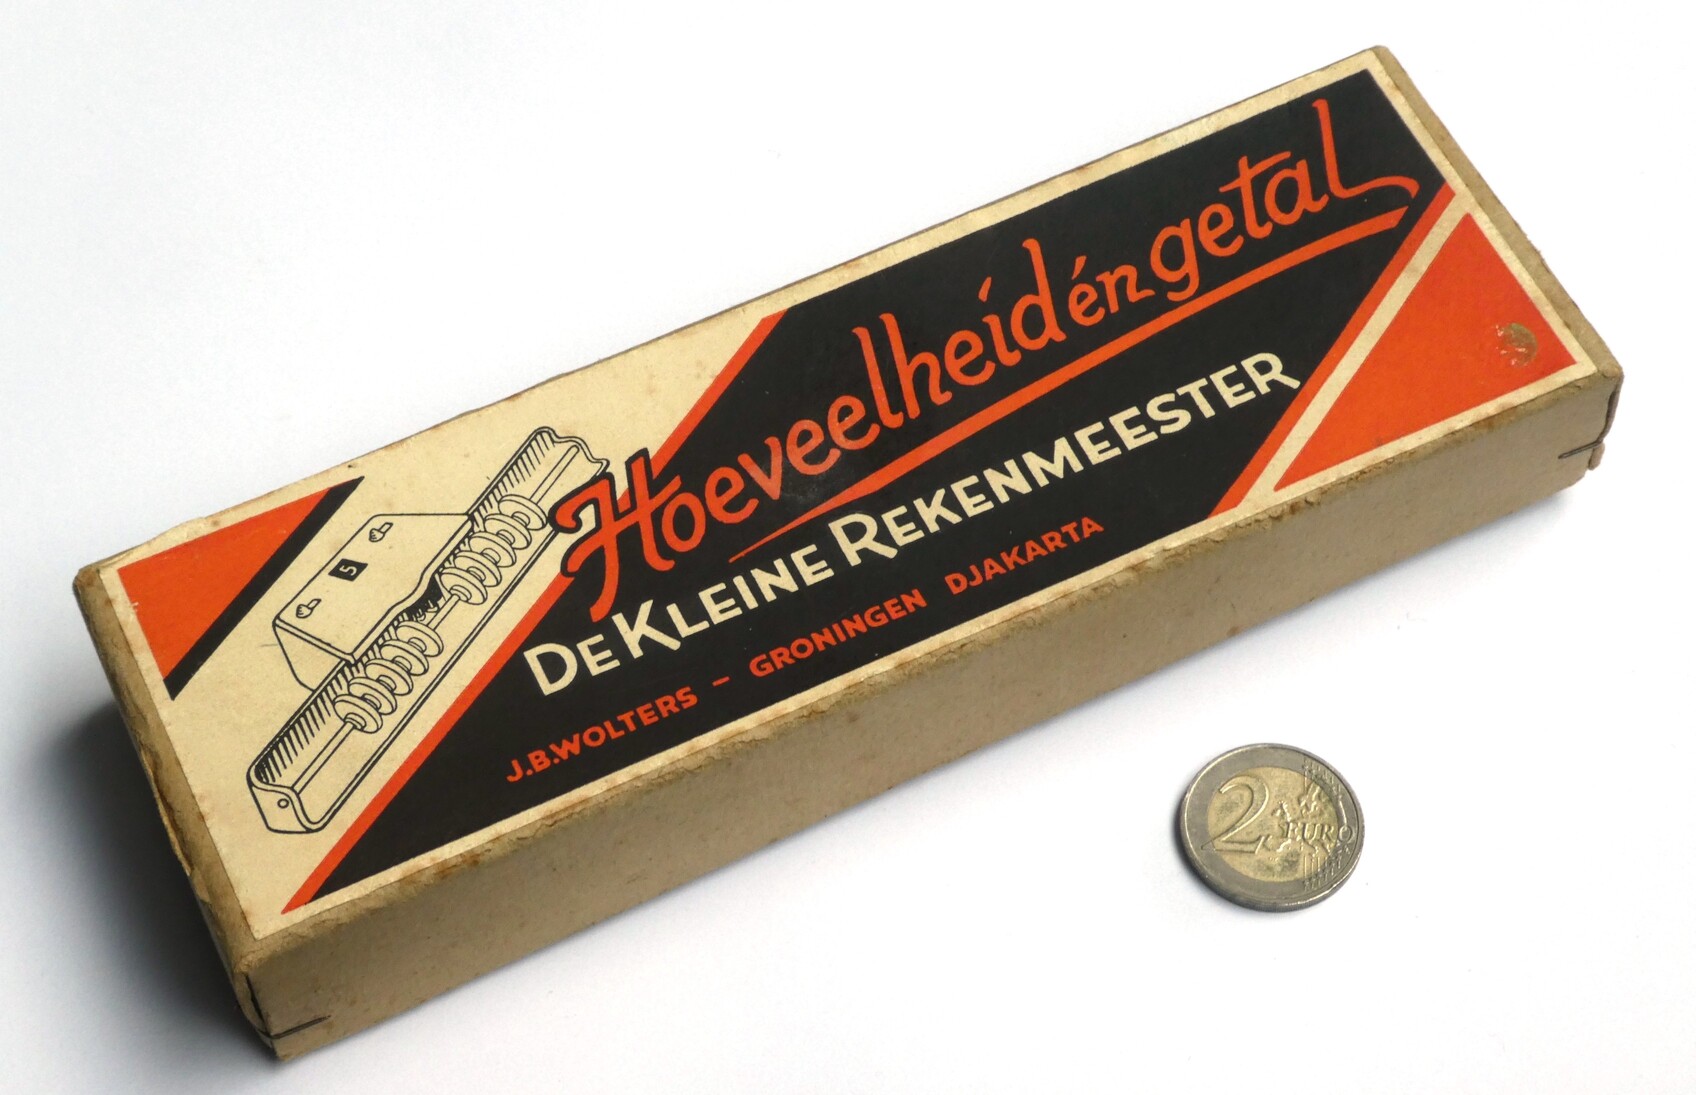 Hoeveelheid én getal
DE KLEINE REKENMEESTER
J.B.WOLTERS – GRONINGEN DJAKARTA
5
2 EURO